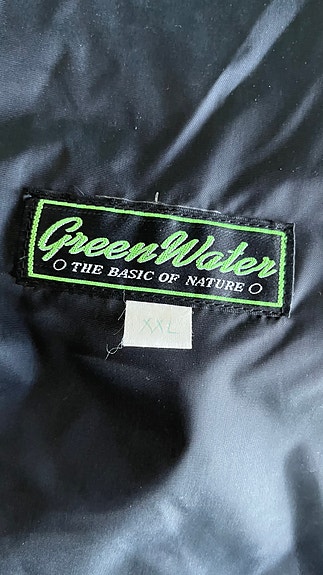 GreenWater
THE BASIC OF NATURE
XXL